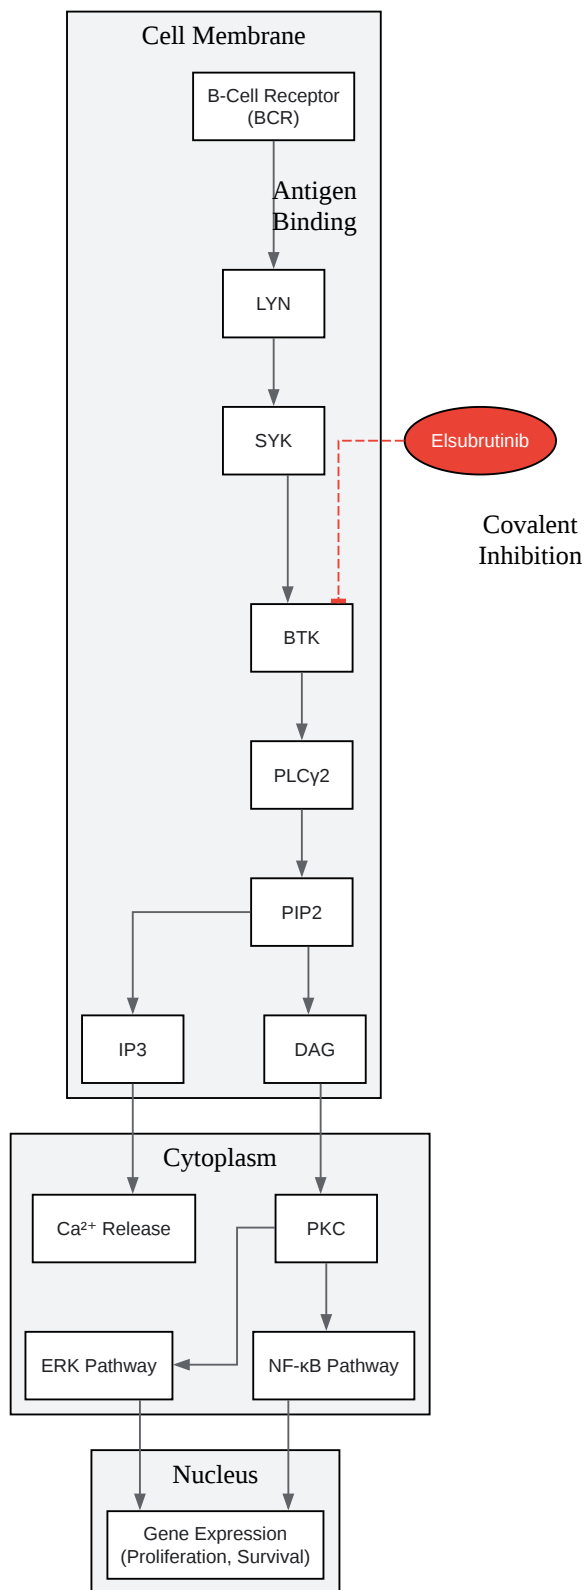 Cell Membrane
B-Cell Receptor
(BCR)
Antigen
Binding
LYN
SYK
Elsubrutinib
Covalent
Inhibition
BTK
PLCγ2
PIP2
IP3
DAG
Cytoplasm
Ca²⁺ Release
PKC
ERK Pathway
NF-κB Pathway
Nucleus
Gene Expression
(Proliferation, Survival)